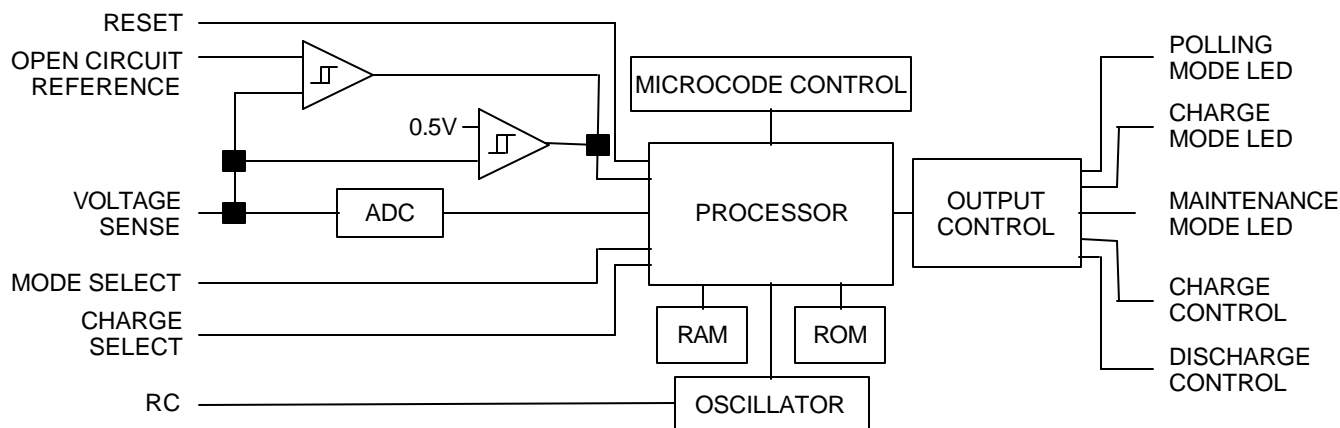 RESET
OPEN CIRCUIT
REFERENCE
0.5V
VOLTAGE
SENSE
ADC
MODE SELECT
CHARGE
SELECT
RC
MICROCODE CONTROL
PROCESSOR
RAM
ROM
OSCILLATOR
OUTPUT
CONTROL
POLLING
MODE LED
CHARGE
MODE LED
MAINTENANCE
MODE LED
CHARGE
CONTROL
DISCHARGE
CONTROL